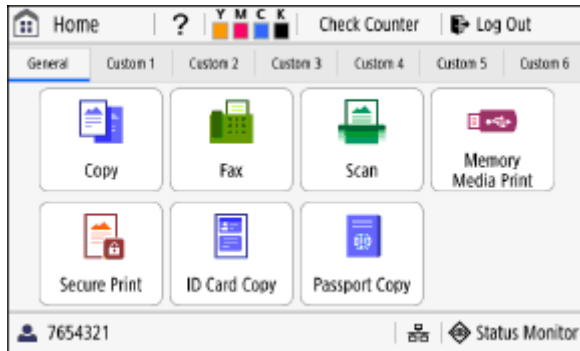 Home ? Y M C K Check Counter Log Out
General Custom 1 Custom 2 Custom 3 Custom 4 Custom 5 Custom 6
Copy Fax Scan Memory
Media Print
Secure Print ID Card Copy Passport Copy
7654321 Status Monitor